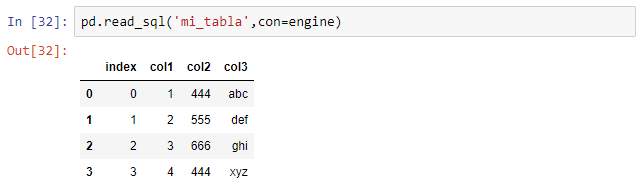 In [32]: pd.read_sql('mi_tabla',con=engine)
Out[32]:
index col1 col2 col3
0 0 1 444 abc
1 1 2 555 def
2 2 3 666 ghi
3 3 4 444 xyz